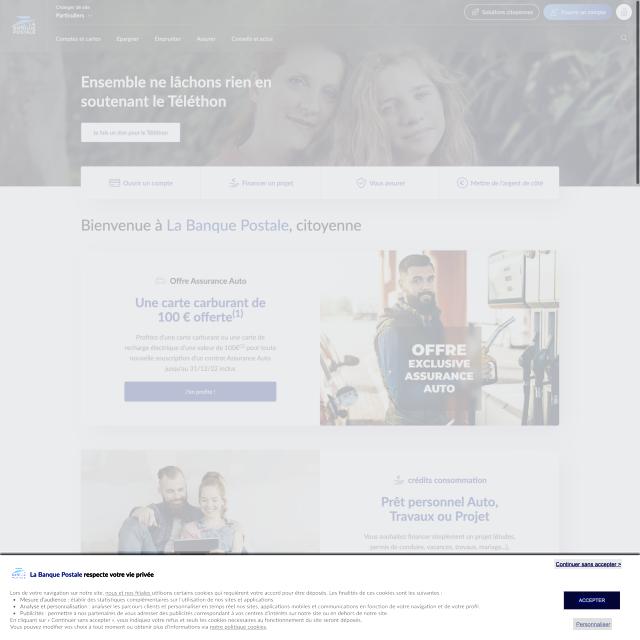 Changer de site
Particuliers
Solutions citoyennes
Ouvrir un compte
LA BANQUE POSTALE
Comptes et cartes
Épargner
Emprunter
Assurer
Conseils et actus
Ensemble ne lâchons rien en
soutenant le Téléthon
Je fais un don pour le Téléthon
Ouvrir un compte
Financer un projet
Vous assurer
Mettre de l'argent de côté
Bienvenue à La Banque Postale, citoyenne
Offre Assurance Auto
Une carte carburant de
100 € offerte(1)
Profitez d'une carte carburant ou une carte de
recharge électrique d'une valeur de 100€(1) pour toute
nouvelle souscription d'un contrat Assurance Auto
jusqu'au 31/12/22 inclus
J'en profite !
OFFRE
EXCLUSIVE
ASSURANCE
AUTO
crédits consommation
Prêt personnel Auto,
Travaux ou Projet
Vous souhaitez financer simplement un projet (études,
permis de conduire, vacances, travaux, mariage...),
Continuer sans accepter >
La Banque Postale respecte votre vie privée
Lors de votre navigation sur notre site, nous et nos filiales utilisons certains cookies qui requièrent votre accord pour être déposés. Les finalités de ces cookies sont les suivantes :
• Mesure d'audience : établir des statistiques complémentaires sur l'utilisation de nos sites et applications
• Analyse et personnalisation : analyser les parcours clients et personnaliser en temps réel nos sites, applications mobiles et communications en fonction de votre navigation et de votre profil.
• Publicités : permettre à nos partenaires de vous adresser des publicités correspondant à vos centres d'intérêts sur notre site ou en dehors de notre site.
En cliquant sur « Continuer sans accepter », vous indiquez votre refus et seuls les cookies nécessaires au fonctionnement du site seront déposés.
Vous pouvez modifier vos choix à tout moment ou obtenir plus d'informations via notre politique cookies.
ACCEPTER
Personnaliser